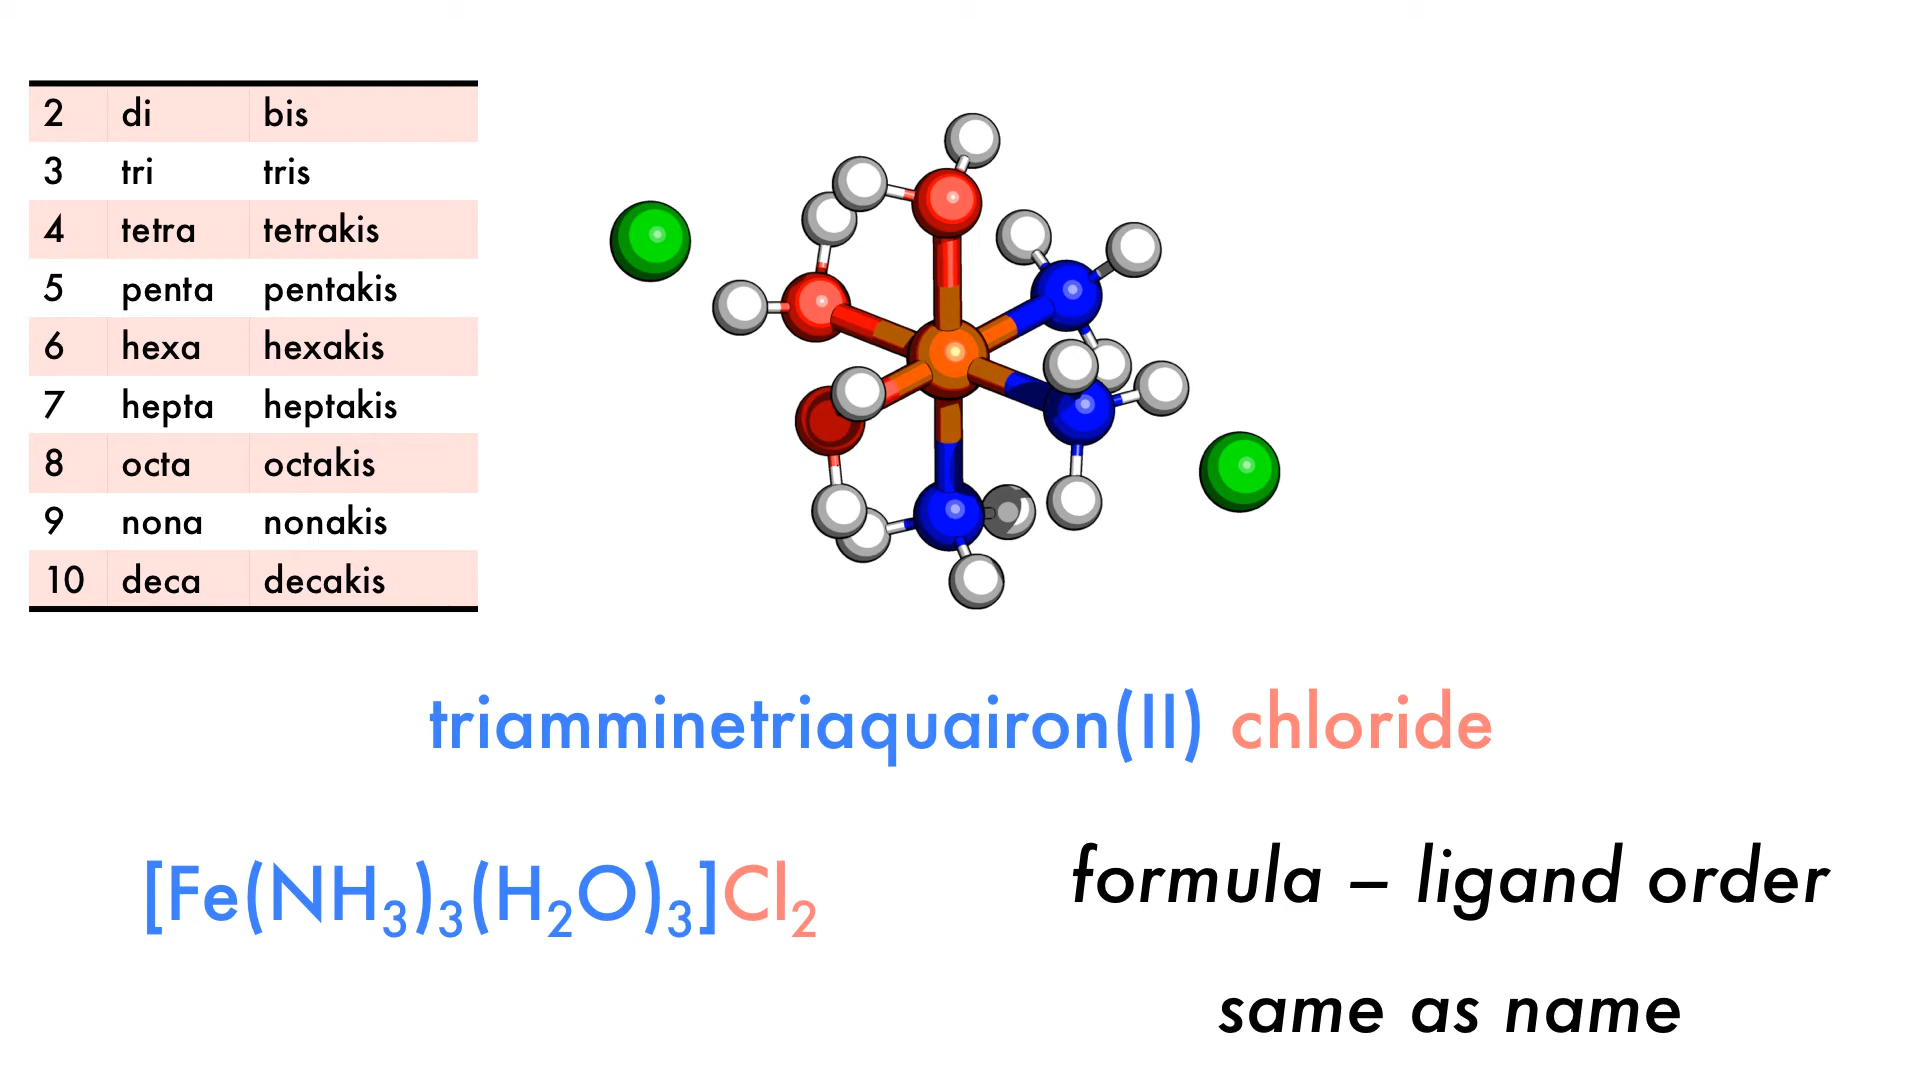 2 di bis
3 tri tris
4 tetra tetrakis
5 penta pentakis
6 hexa hexakis
7 hepta heptakis
8 octa octakis
9 nona nonakis
10 deca decakis
triamminetriaquairon(II) chloride
[Fe(NH₃)₃(H₂O)₃]Cl₂
formula – ligand order
same as name